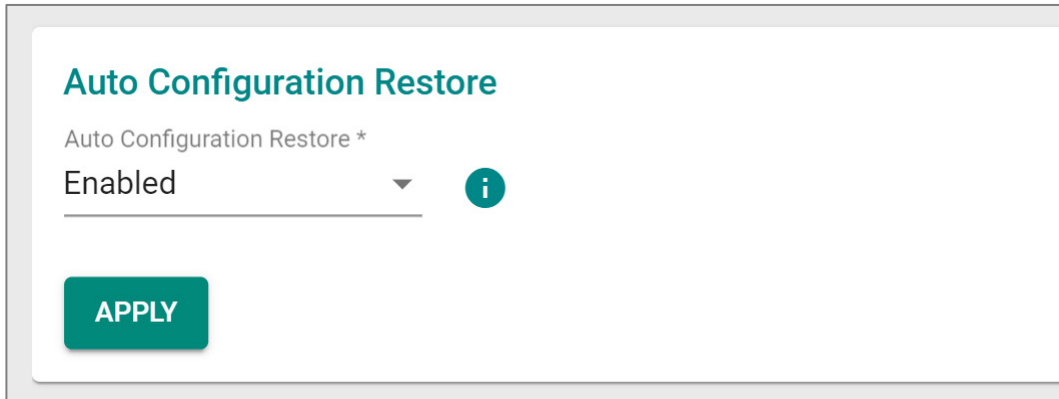 Auto Configuration Restore
Auto Configuration Restore *
Enabled
i
APPLY